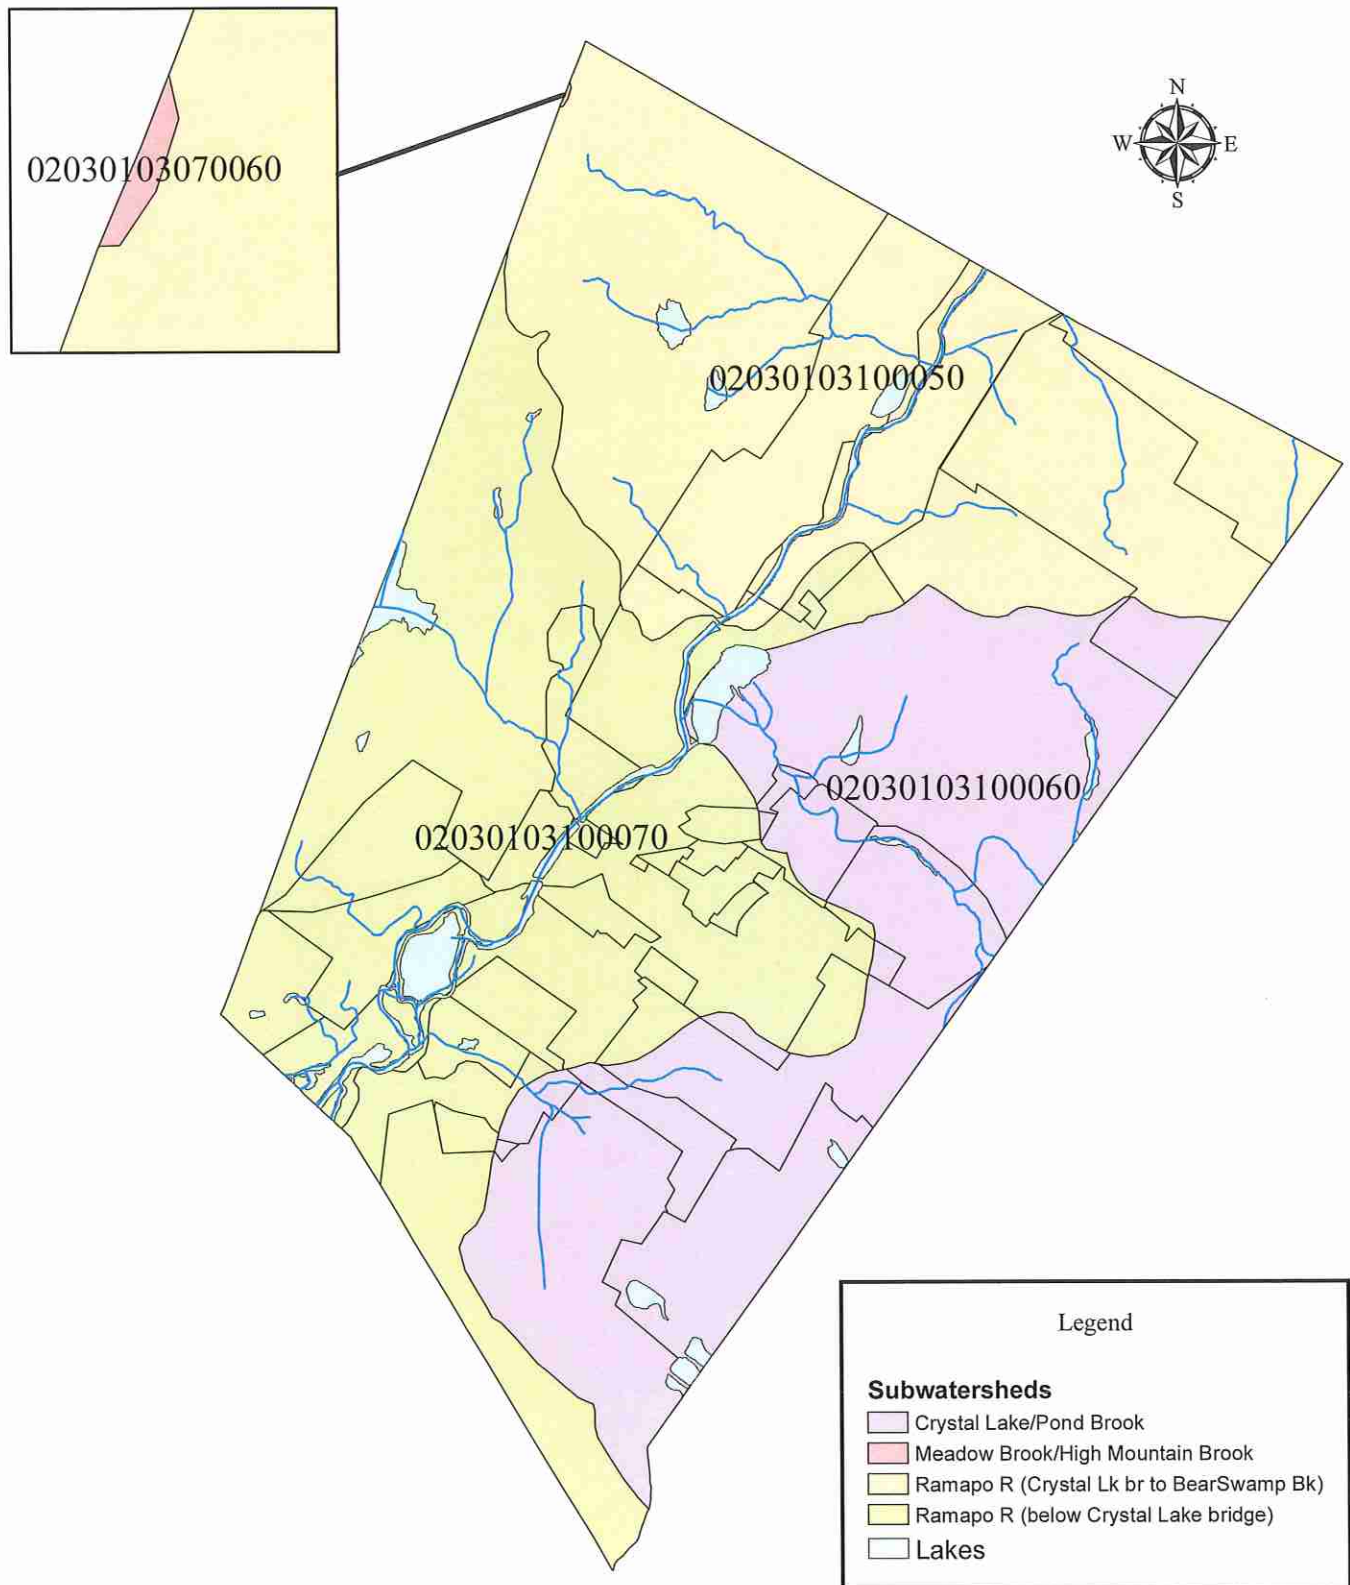 N
W E
S
02030103070060
02030103100050
02030103100060
02030103100070
Legend
Subwatersheds
Crystal Lake/Pond Brook
Meadow Brook/High Mountain Brook
Ramapo R (Crystal Lk br to BearSwamp Bk)
Ramapo R (below Crystal Lake bridge)
Lakes